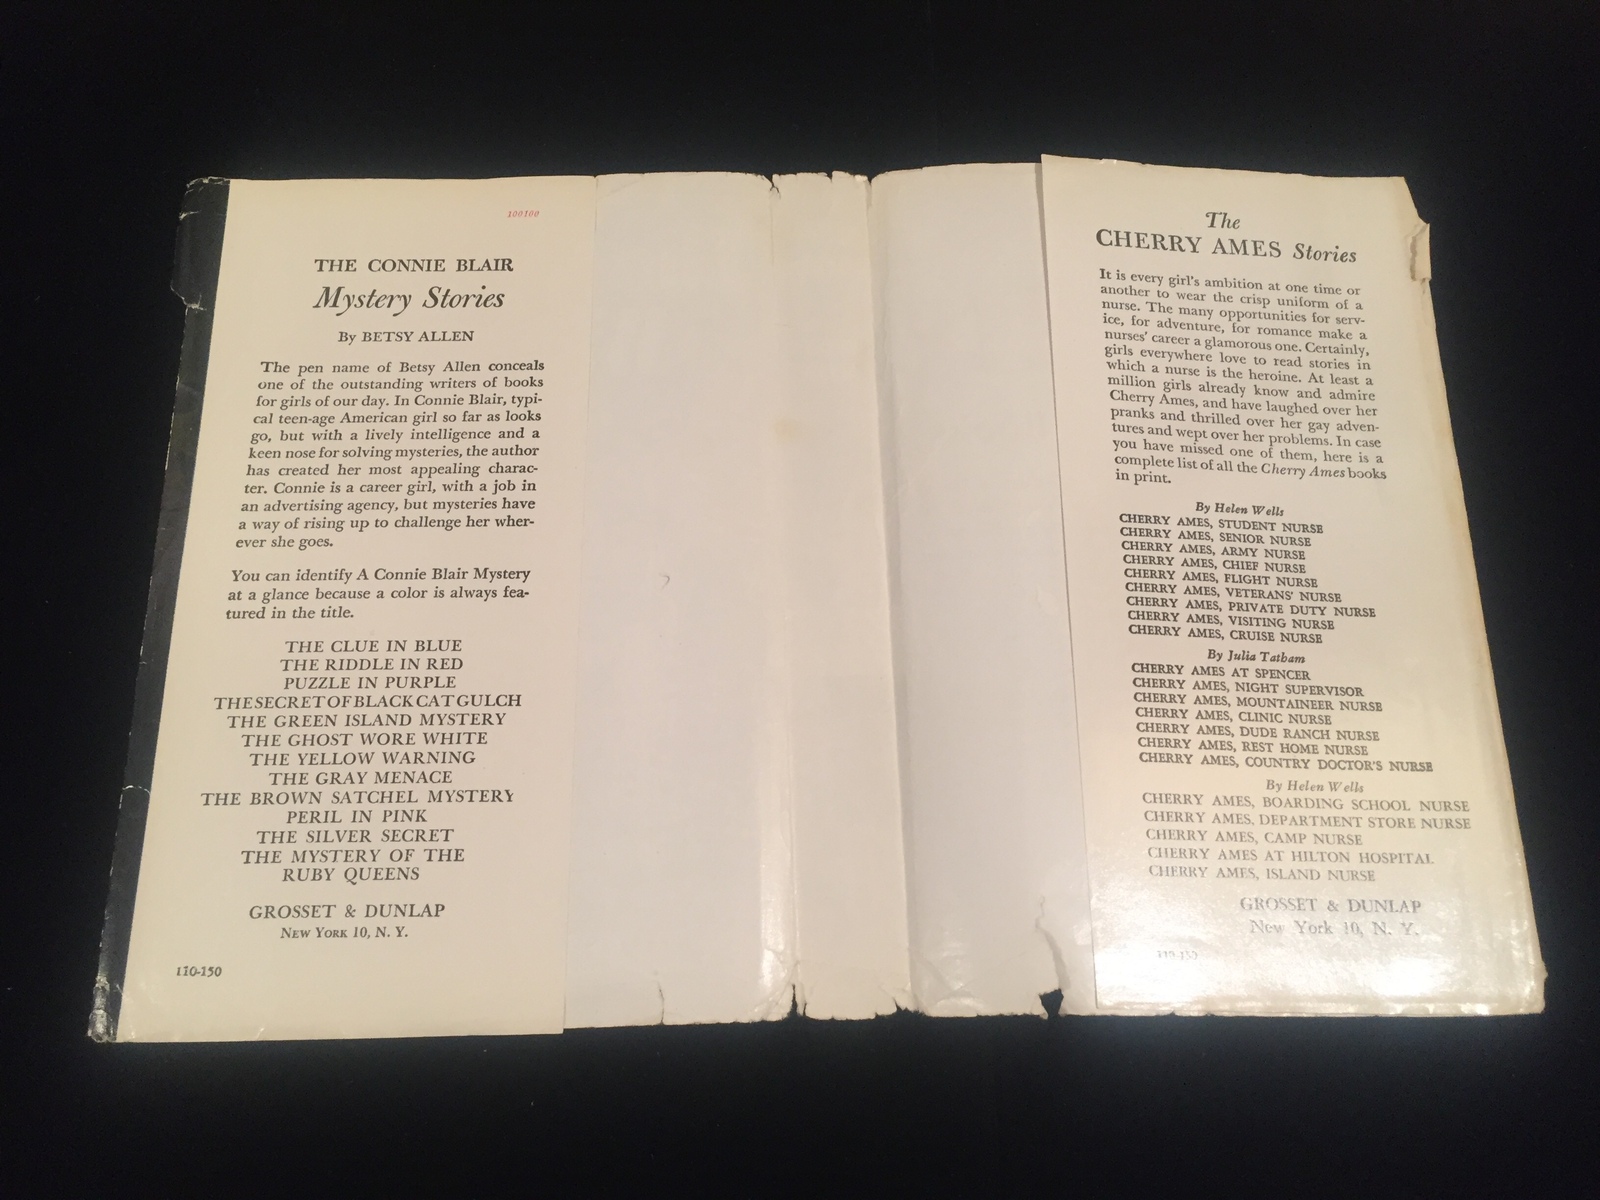 100100
THE CONNIE BLAIR
Mystery Stories
By BETSY ALLEN
The pen name of Betsy Allen conceals
one of the outstanding writers of books
for girls of our day. In Connie Blair, typi-
cal teen-age American girl so far as looks
go, but with a lively intelligence and a
keen nose for solving mysteries, the author
has created her most appealing charac-
ter. Connie is a career girl, with a job in
an advertising agency, but mysteries have
a way of rising up to challenge her wher-
ever she goes.
You can identify A Connie Blair Mystery
at a glance because a color is always fea-
tured in the title.
THE CLUE IN BLUE
THE RIDDLE IN RED
PUZZLE IN PURPLE
THE SECRET OF BLACK CAT GULCH
THE GREEN ISLAND MYSTERY
THE GHOST WORE WHITE
THE YELLOW WARNING
THE GRAY MENACE
THE BROWN SATCHEL MYSTERY
PERIL IN PINK
THE SILVER SECRET
THE MYSTERY OF THE
RUBY QUEENS
GROSSET & DUNLAP
NEW YORK 10, N. Y.
110-150
The
CHERRY AMES Stories
It is every girl's ambition at one time or
another to wear the crisp uniform of a
nurse. The many opportunities for serv-
ice, for adventure, for romance make a
nurses' career a glamorous one. Certainly,
girls everywhere love to read stories in
which a nurse is the heroine. At least a
million girls already know and admire
Cherry Ames, and have laughed over her
pranks and thrilled over her gay adven-
tures and wept over her problems. In case
you have missed one of them, here is a
complete list of all the Cherry Ames books
in print.
By Helen Wells
CHERRY AMES, STUDENT NURSE
CHERRY AMES, SENIOR NURSE
CHERRY AMES, ARMY NURSE
CHERRY AMES, CHIEF NURSE
CHERRY AMES, FLIGHT NURSE
CHERRY AMES, VETERANS' NURSE
CHERRY AMES, PRIVATE DUTY NURSE
CHERRY AMES, VISITING NURSE
CHERRY AMES, CRUISE NURSE
By Julia Tatham
CHERRY AMES AT SPENCER
CHERRY AMES, NIGHT SUPERVISOR
CHERRY AMES, MOUNTAINEER NURSE
CHERRY AMES, CLINIC NURSE
CHERRY AMES, DUDE RANCH NURSE
CHERRY AMES, REST HOME NURSE
CHERRY AMES, COUNTRY DOCTOR'S NURSE
By Helen Wells
CHERRY AMES, BOARDING SCHOOL NURSE
CHERRY AMES, DEPARTMENT STORE NURSE
CHERRY AMES, CAMP NURSE
CHERRY AMES AT HILTON HOSPITAL
CHERRY AMES, ISLAND NURSE
GROSSET & DUNLAP
New York 10, N. Y.
110-150